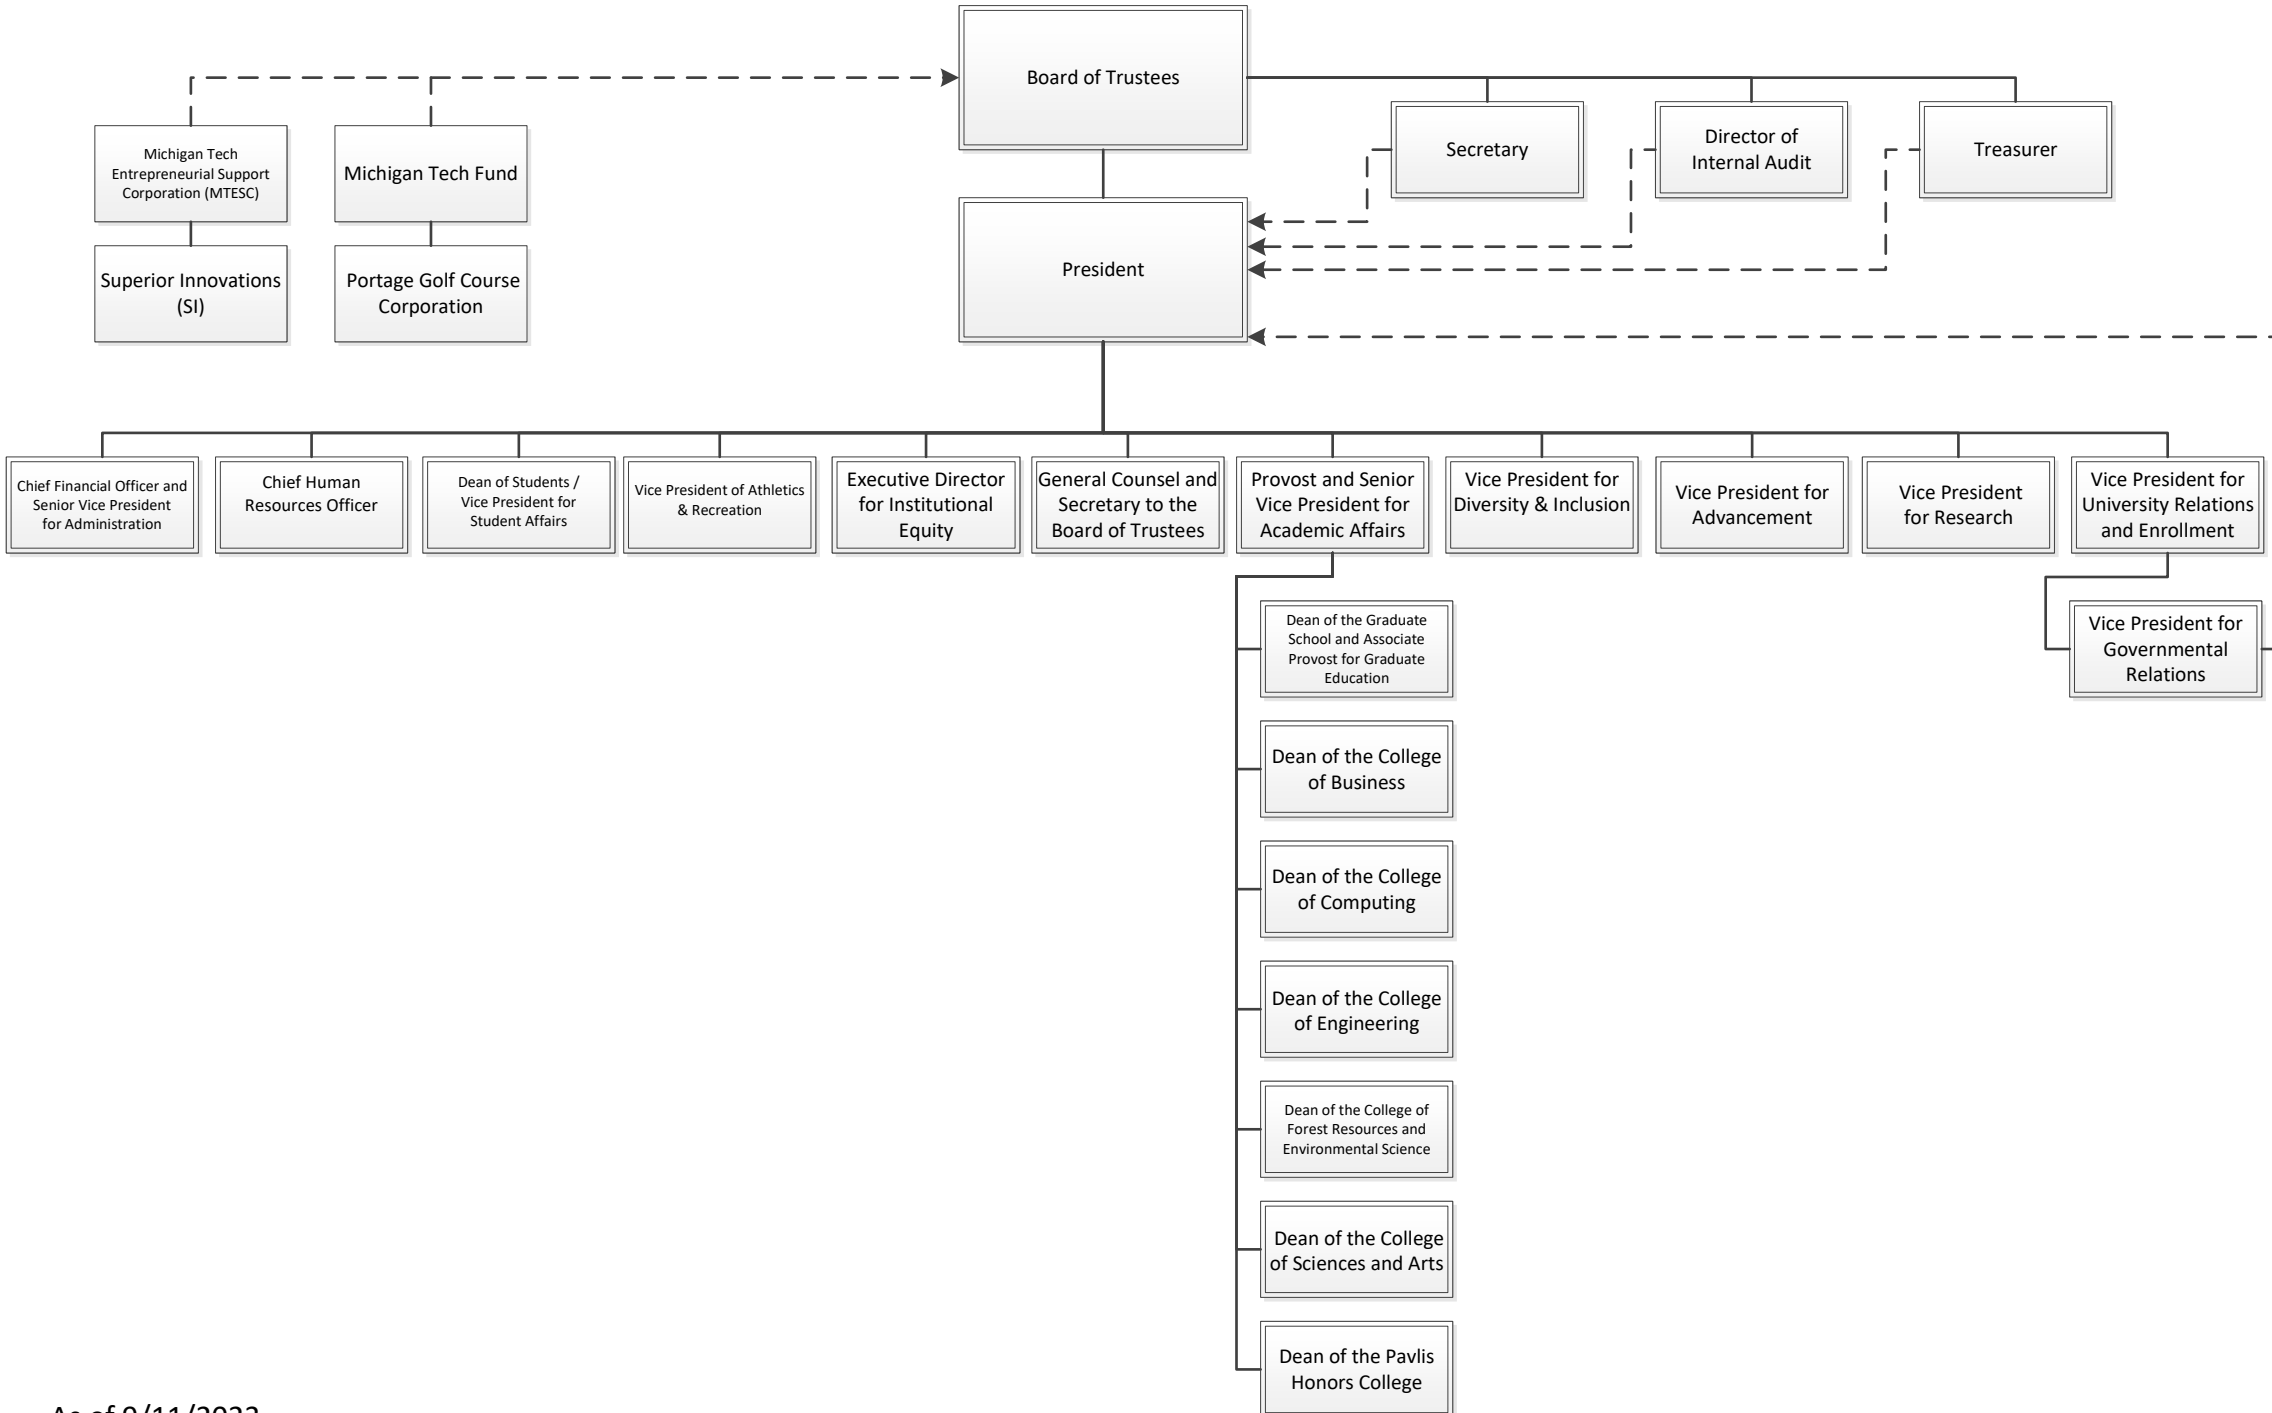 Board of Trustees
Michigan Tech
Entrepreneurial Support
Corporation (MTESC)
Michigan Tech Fund
Secretary
Director of
Internal Audit
Treasurer
Superior Innovations
(SI)
Portage Golf Course
Corporation
President
Chief Financial Officer and
Senior Vice President
for Administration
Chief Human
Resources Officer
Dean of Students /
Vice President for
Student Affairs
Vice President of Athletics
& Recreation
Executive Director
for Institutional
Equity
General Counsel and
Secretary to the
Board of Trustees
Provost and Senior
Vice President for
Academic Affairs
Vice President for
Diversity & Inclusion
Vice President for
Advancement
Vice President
for Research
Vice President for
University Relations
and Enrollment
Dean of the Graduate
School and Associate
Provost for Graduate
Education
Vice President for
Governmental
Relations
Dean of the College
of Business
Dean of the College
of Computing
Dean of the College
of Engineering
Dean of the College of
Forest Resources and
Environmental Science
Dean of the College
of Sciences and Arts
Dean of the Pavlis
Honors College
As of